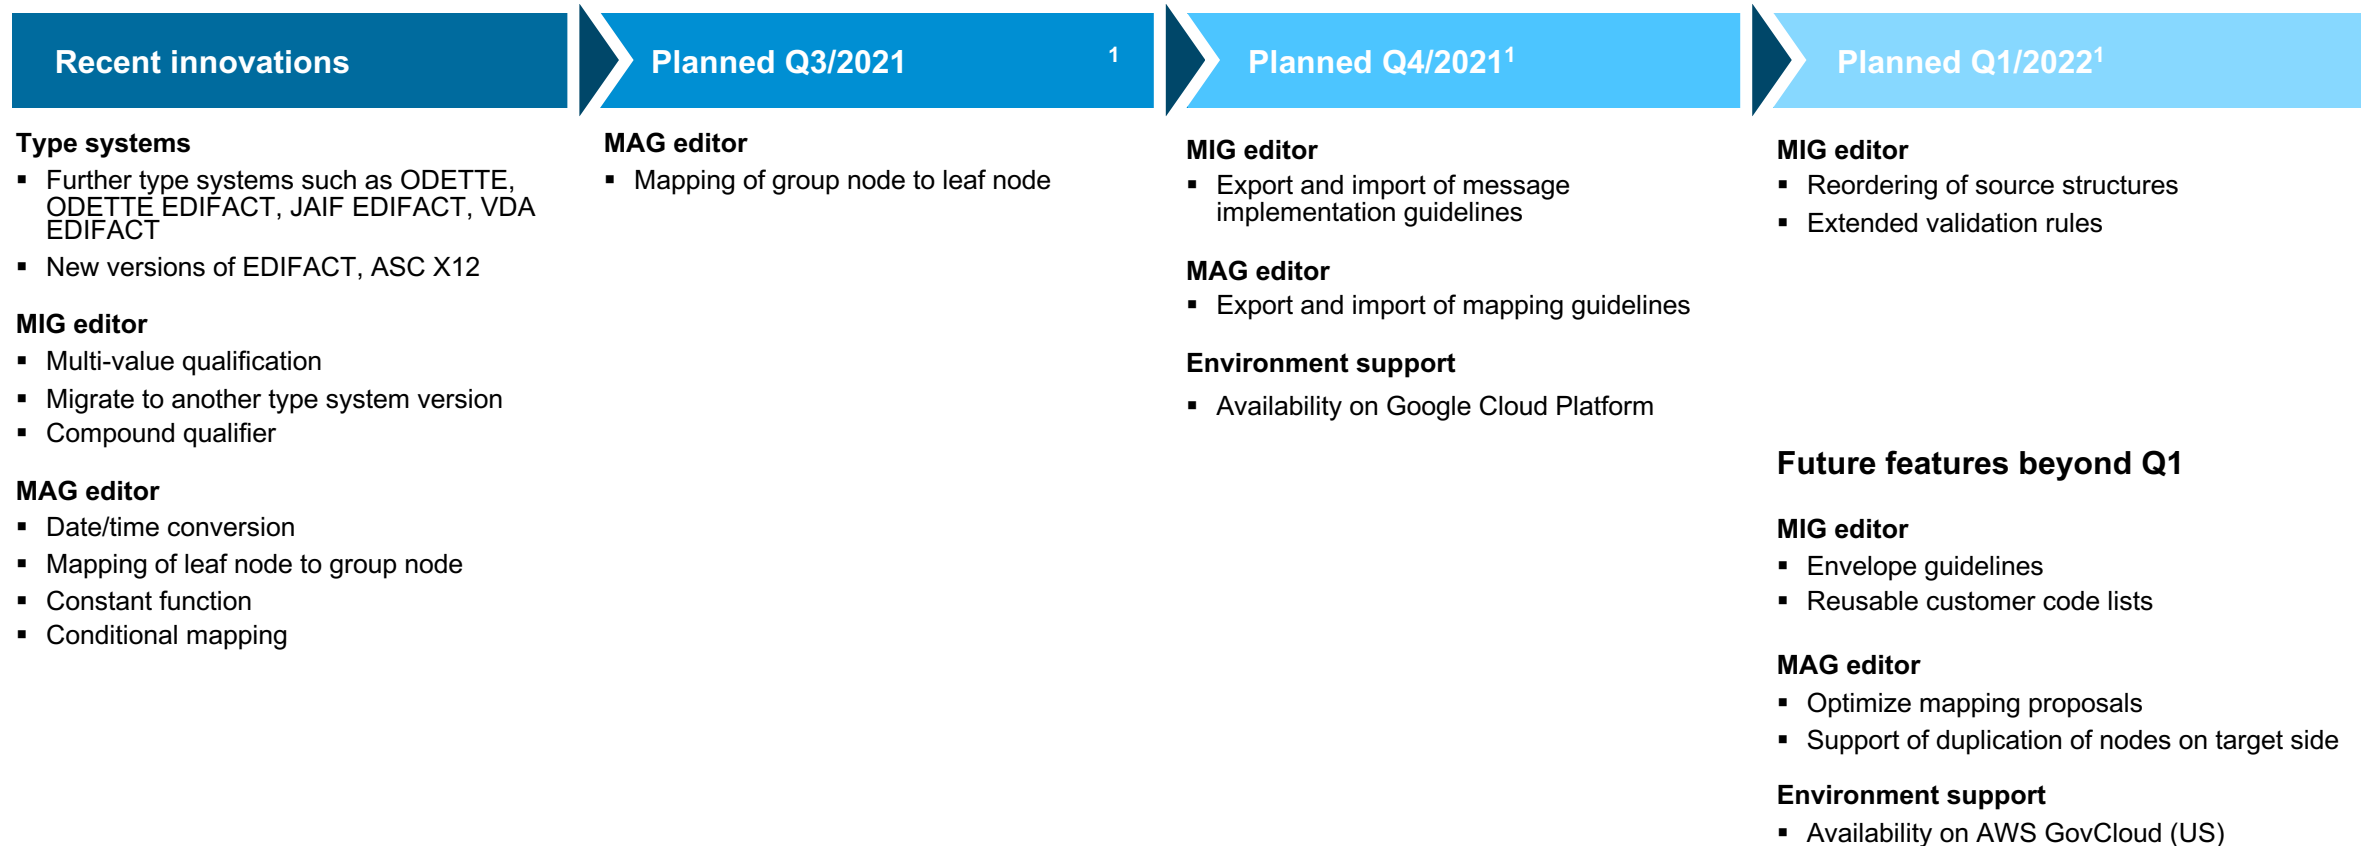 Recent innovations
Type systems
▪ Further type systems such as ODETTE,
ODETTE EDIFACT, JAIF EDIFACT, VDA
EDIFACT
▪ New versions of EDIFACT, ASC X12
MIG editor
▪ Multi-value qualification
▪ Migrate to another type system version
▪ Compound qualifier
MAG editor
▪ Date/time conversion
▪ Mapping of leaf node to group node
▪ Constant function
▪ Conditional mapping
Planned Q3/2021 1
MAG editor
▪ Mapping of group node to leaf node
Planned Q4/2021¹
MIG editor
▪ Export and import of message
implementation guidelines
MAG editor
▪ Export and import of mapping guidelines
Environment support
▪ Availability on Google Cloud Platform
Planned Q1/2022¹
MIG editor
▪ Reordering of source structures
▪ Extended validation rules
Future features beyond Q1
MIG editor
▪ Envelope guidelines
▪ Reusable customer code lists
MAG editor
▪ Optimize mapping proposals
▪ Support of duplication of nodes on target side
Environment support
▪ Availability on AWS GovCloud (US)